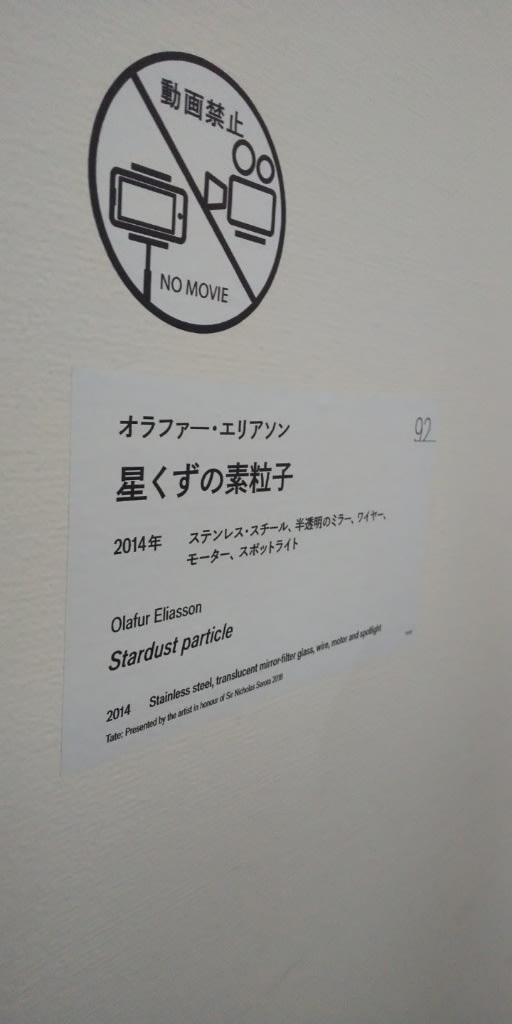 動画禁止
NO MOVIE
オラファー・エリアソン
92
星くずの素粒子
2014年 ステンレス・スチール、半透明のミラー、ワイヤー、
モーター、スポットライト
Olafur Eliasson
Stardust particle
2014 Stainless steel, translucent mirror-filter glass, wire, motor and spotlight
Tate: Presented by the artist in honour of Sir Nicholas Serota 2018